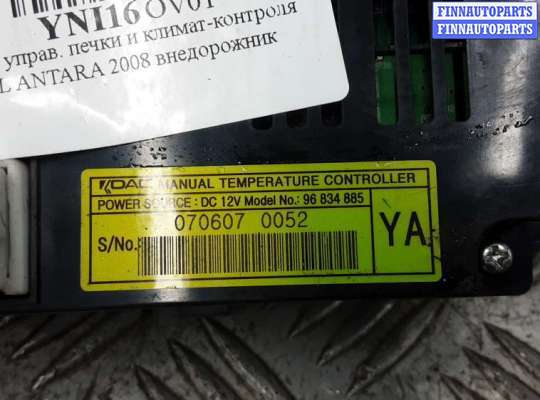 FINNAUTOPARTS
FINNAUTOPARTS
YNI16OV01
управ. печки и климат-контроля
L ANTARA 2008 внедорожник
KDAC MANUAL TEMPERATURE CONTROLLER
POWER SOURCE : DC 12V Model No.: 96 834 885
070607 0052
S/No.
YA